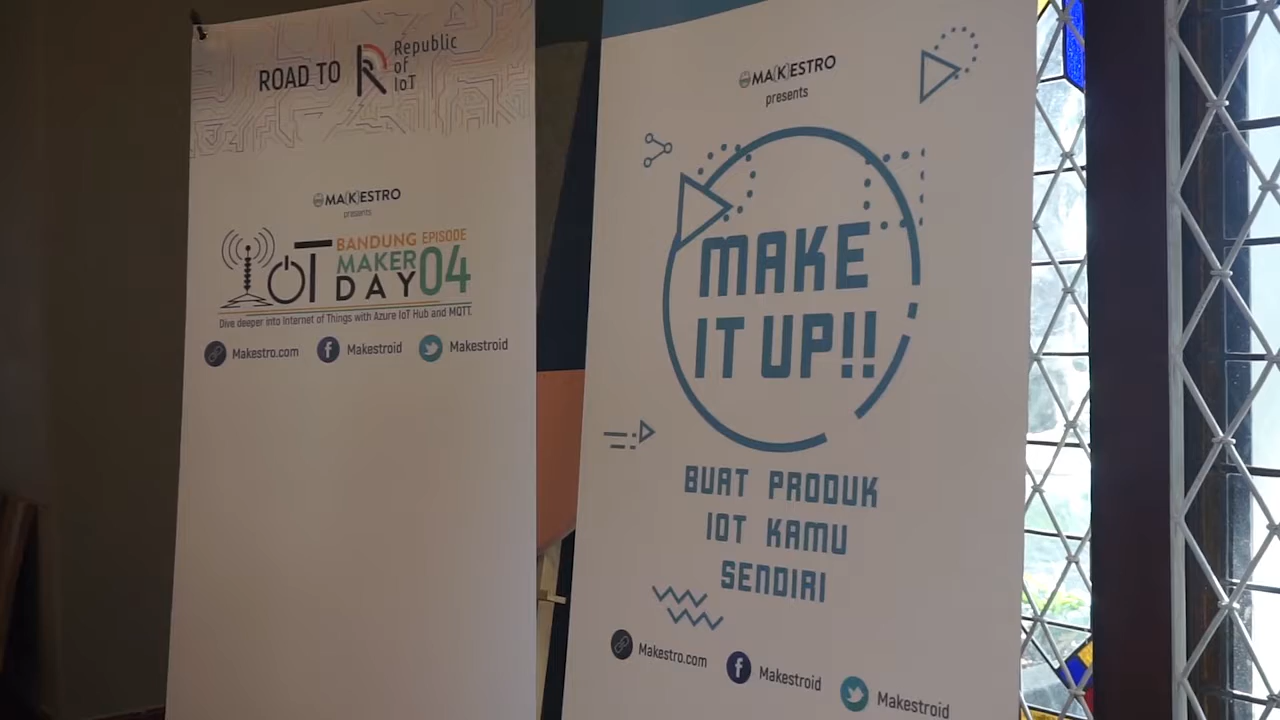 ROAD TO
Republic
of
IoT
MA(K)ESTRO
presents
IOT
BANDUNG EPISODE
MAKER 04
DAY
Dive deeper into Internet of Things with Azure IoT Hub and MQTT.
Makestro.com Makestroid Makestroid
MA(K)ESTRO
presents
MAKE
IT UP!!
BUAT PRODUK
IOT KAMU
SENDIRI
Makestro.com Makestroid Makestroid